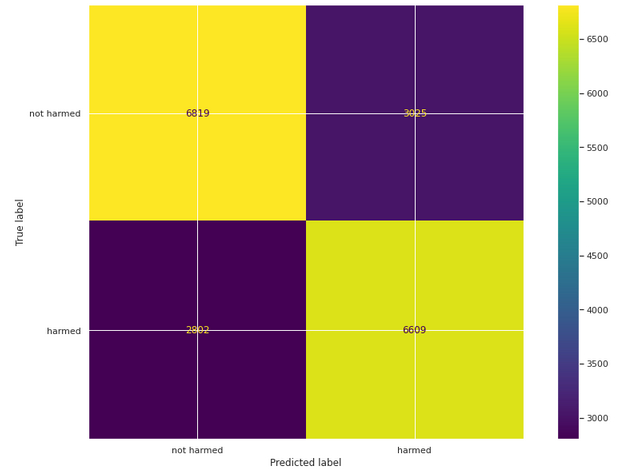 6500
6000
5500
5000
4500
4000
3500
3000
not harmed
6819
3025
True label
harmed
2802
6609
not harmed
harmed
Predicted label